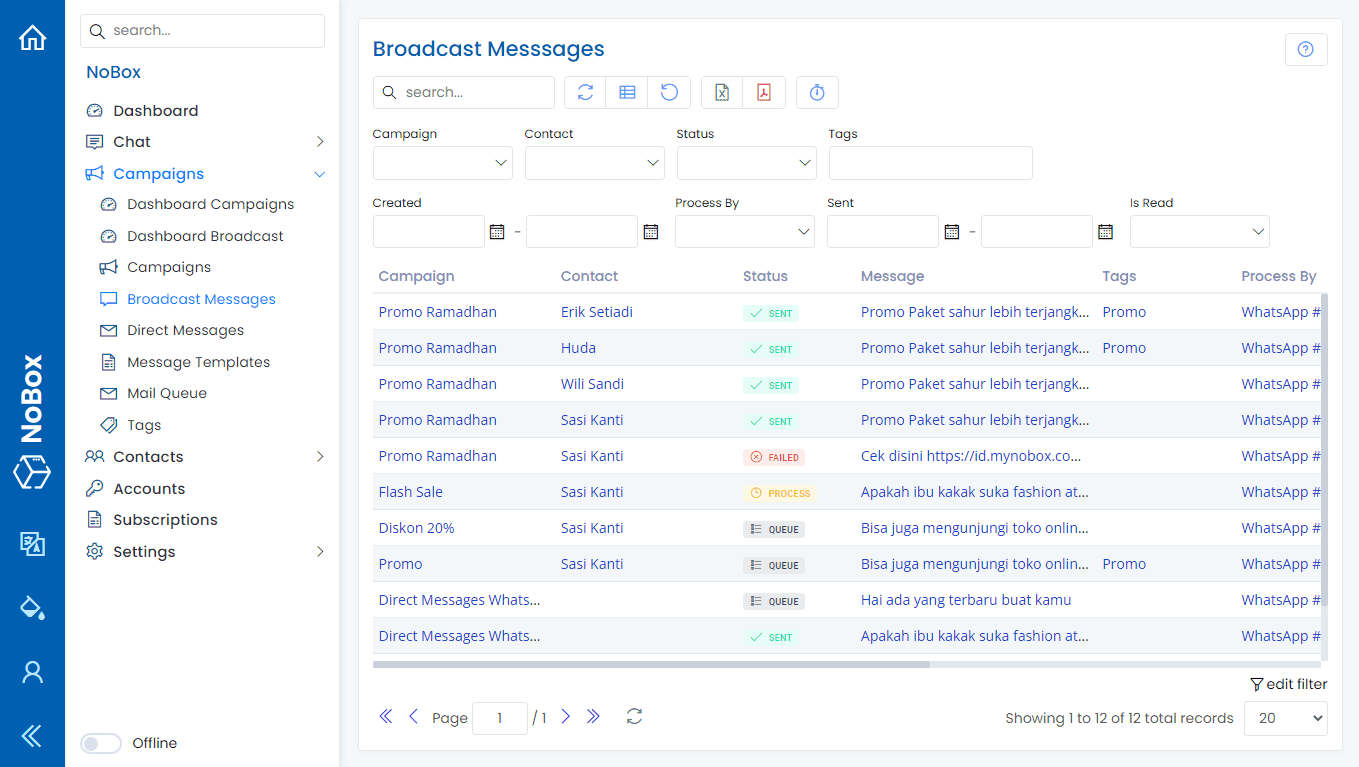 NoBox
search...
NoBox
Dashboard
Chat
Campaigns
Dashboard Campaigns
Dashboard Broadcast
Campaigns
Broadcast Messages
Direct Messages
Message Templates
Mail Queue
Tags
Contacts
Accounts
Subscriptions
Settings
Offline
Broadcast Messsages
search...
Campaign Contact Status Tags
Created Process By Sent Is Read
- -
Campaign Contact Status Message Tags Process By
Promo Ramadhan Erik Setiadi SENT Promo Paket sahur lebih terjangk... Promo WhatsApp #
Promo Ramadhan Huda SENT Promo Paket sahur lebih terjangk... Promo WhatsApp #
Promo Ramadhan Wili Sandi SENT Promo Paket sahur lebih terjangk... WhatsApp #
Promo Ramadhan Sasi Kanti SENT Promo Paket sahur lebih terjangk... WhatsApp #
Promo Ramadhan Sasi Kanti FAILED Cek disini https://id.mynobox.co... WhatsApp #
Flash Sale Sasi Kanti PROCESS Apakah ibu kakak suka fashion at... WhatsApp #
Diskon 20% Sasi Kanti QUEUE Bisa juga mengunjungi toko onlin... WhatsApp #
Promo Sasi Kanti QUEUE Bisa juga mengunjungi toko onlin... Promo WhatsApp #
Direct Messages Whats... QUEUE Hai ada yang terbaru buat kamu WhatsApp #
Direct Messages Whats... SENT Apakah ibu kakak suka fashion at... WhatsApp #
edit filter
Page 1 / 1 Showing 1 to 12 of 12 total records 20